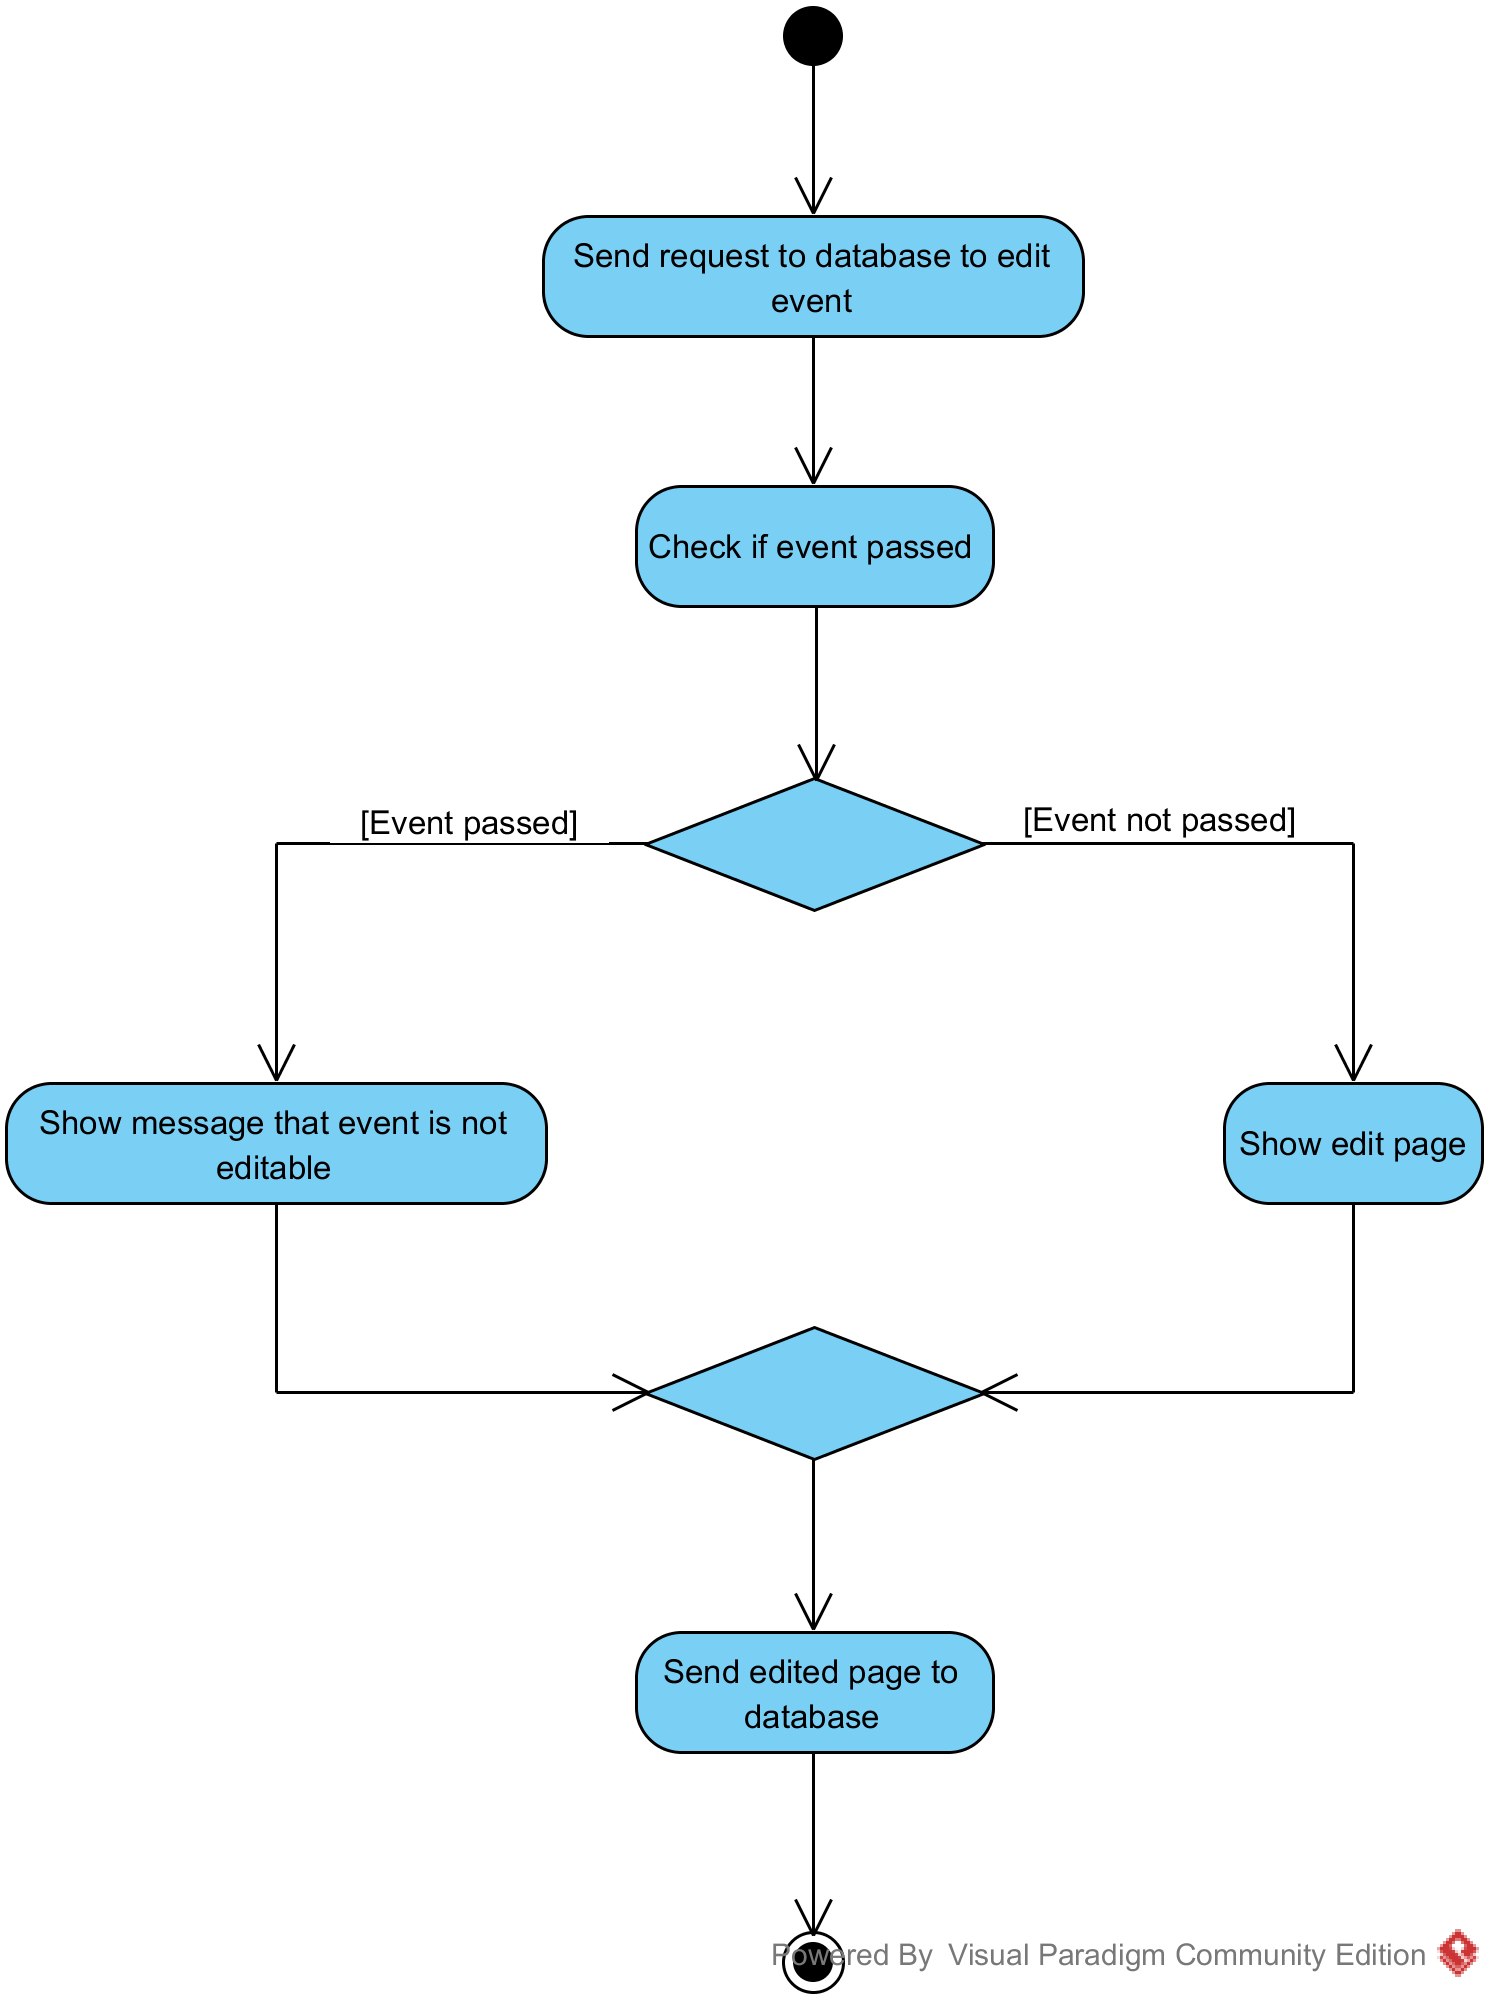 Send request to database to edit
event
Check if event passed
[Event passed]
[Event not passed]
Show message that event is not
editable
Show edit page
Send edited page to
database
Powered By Visual Paradigm Community Edition